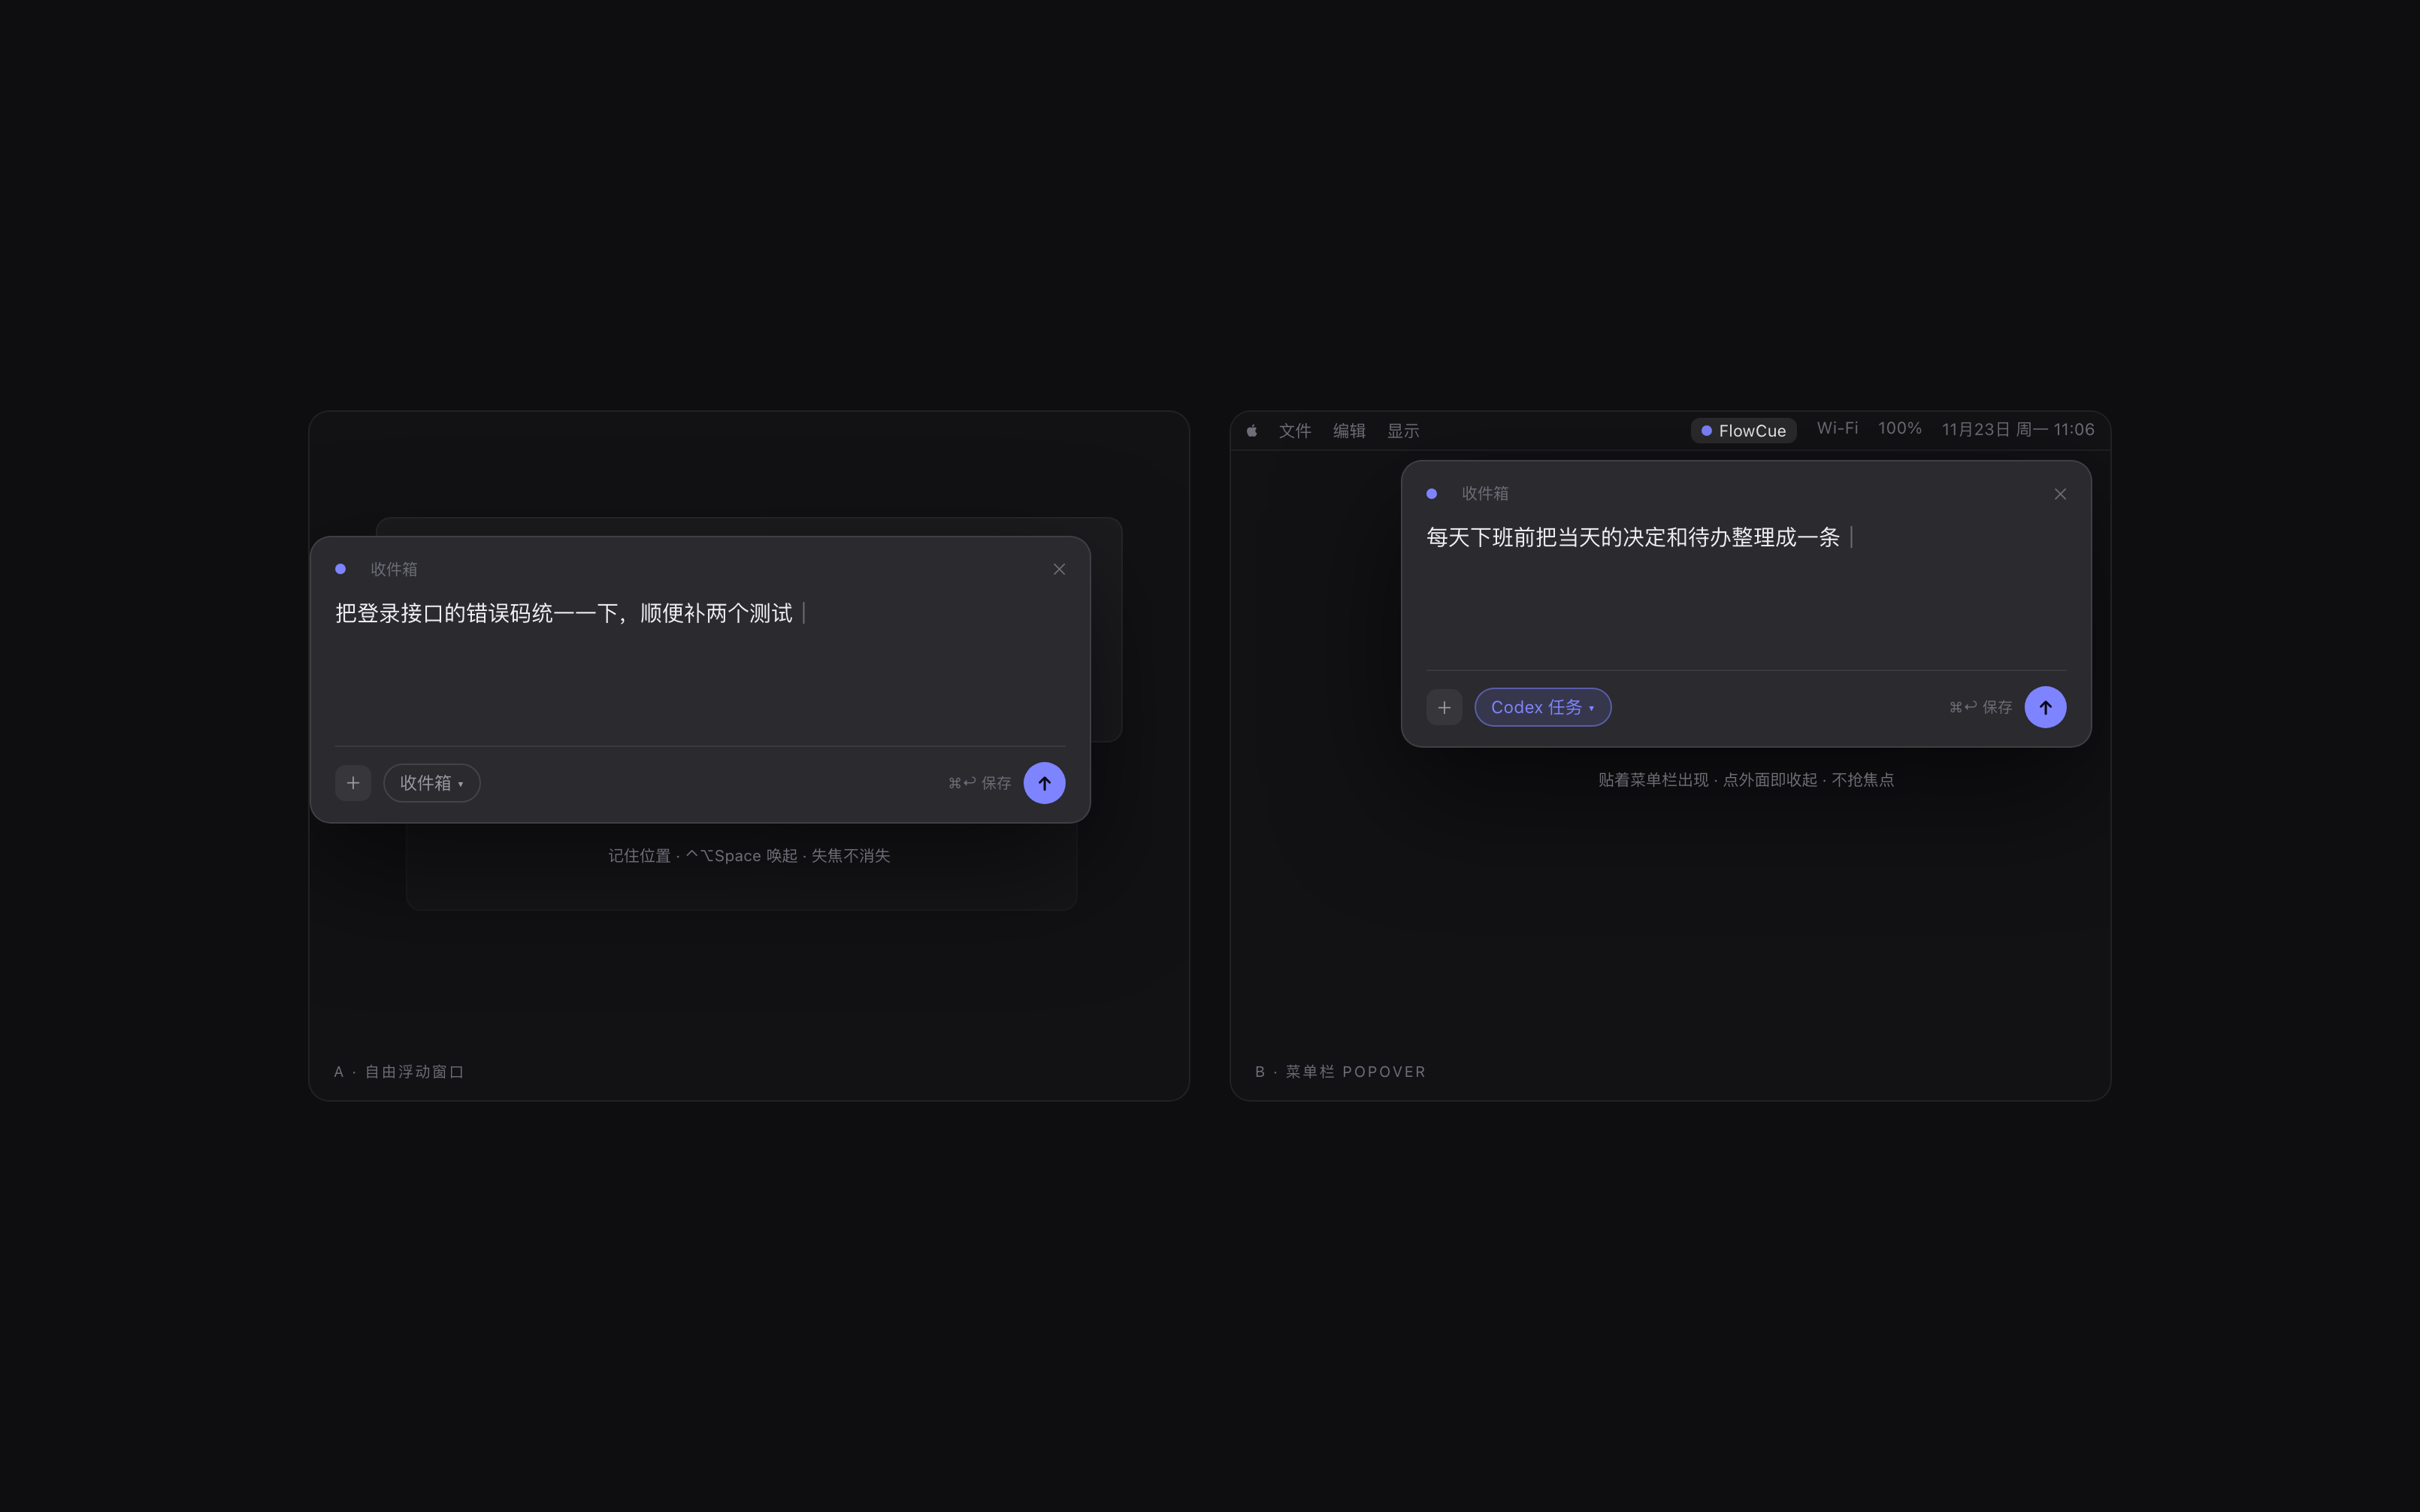 收件箱
把登录接口的错误码统一一下，顺便补两个测试
收件箱
⌘↩ 保存
记住位置 · ^⌥Space 唤起 · 失焦不消失
A · 自由浮动窗口
文件 编辑 显示 FlowCue Wi-Fi 100% 11月23日 周一 11:06
收件箱
每天下班前把当天的决定和待办整理成一条
Codex 任务
⌘↩ 保存
贴着菜单栏出现 · 点外面即收起 · 不抢焦点
B · 菜单栏 POPOVER